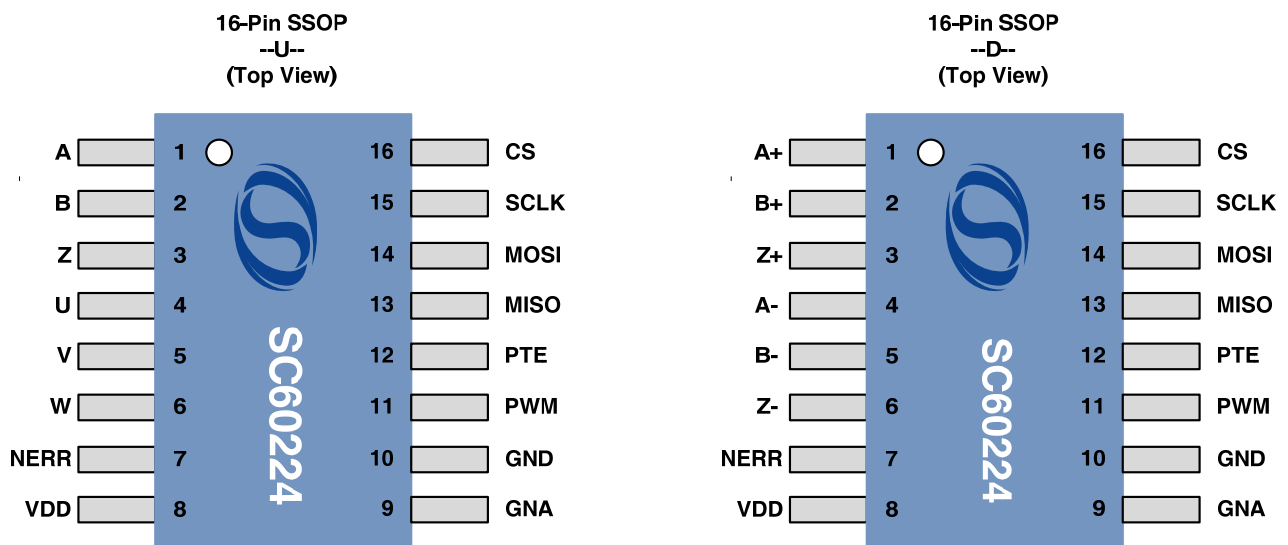 16-Pin SSOP
--U--
(Top View)
A 1 16 CS
B 2 15 SCLK
Z 3 14 MOSI
U 4 13 MISO
V 5 12 PTE
W 6 11 PWM
NERR 7 10 GND
VDD 8 9 GNA
SC60224
16-Pin SSOP
--D--
(Top View)
A+ 1 16 CS
B+ 2 15 SCLK
Z+ 3 14 MOSI
A- 4 13 MISO
B- 5 12 PTE
Z- 6 11 PWM
NERR 7 10 GND
VDD 8 9 GNA
SC60224